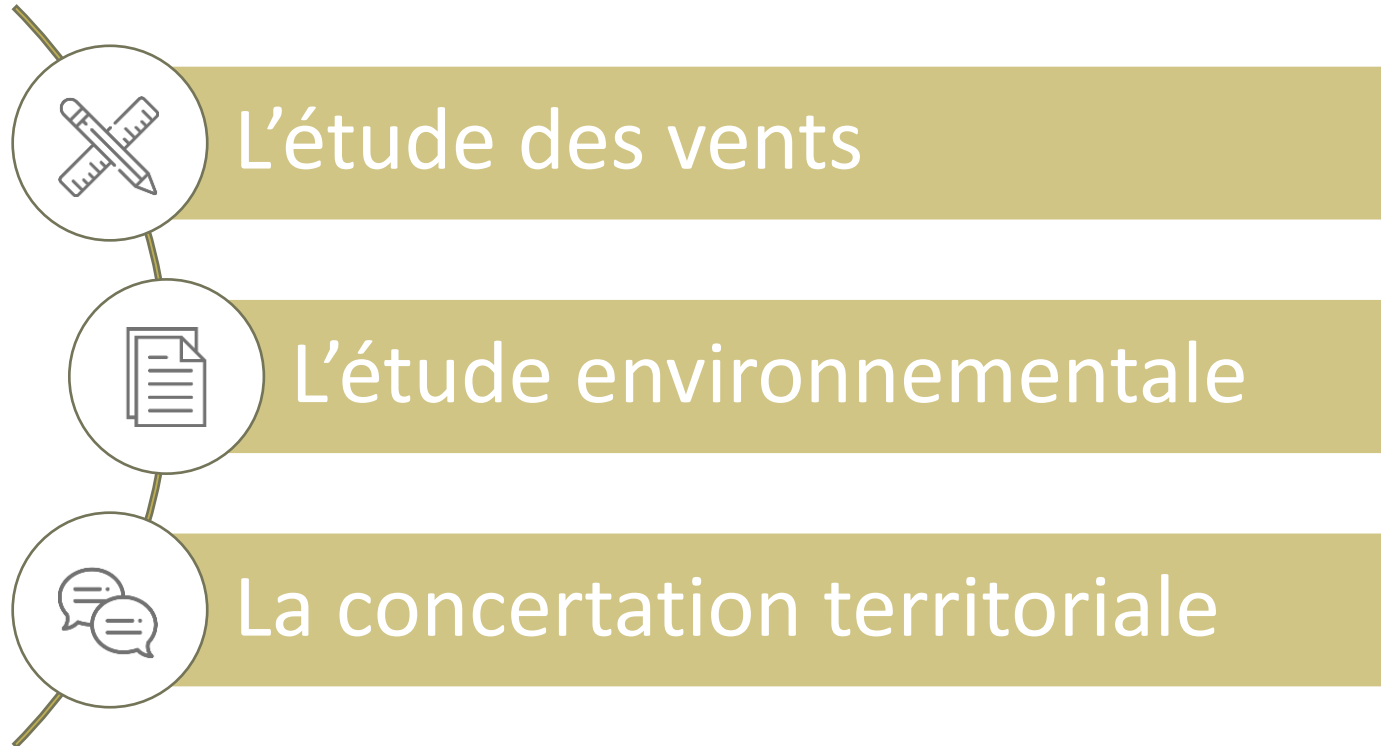 L’étude des vents
L’étude environnementale
La concertation territoriale